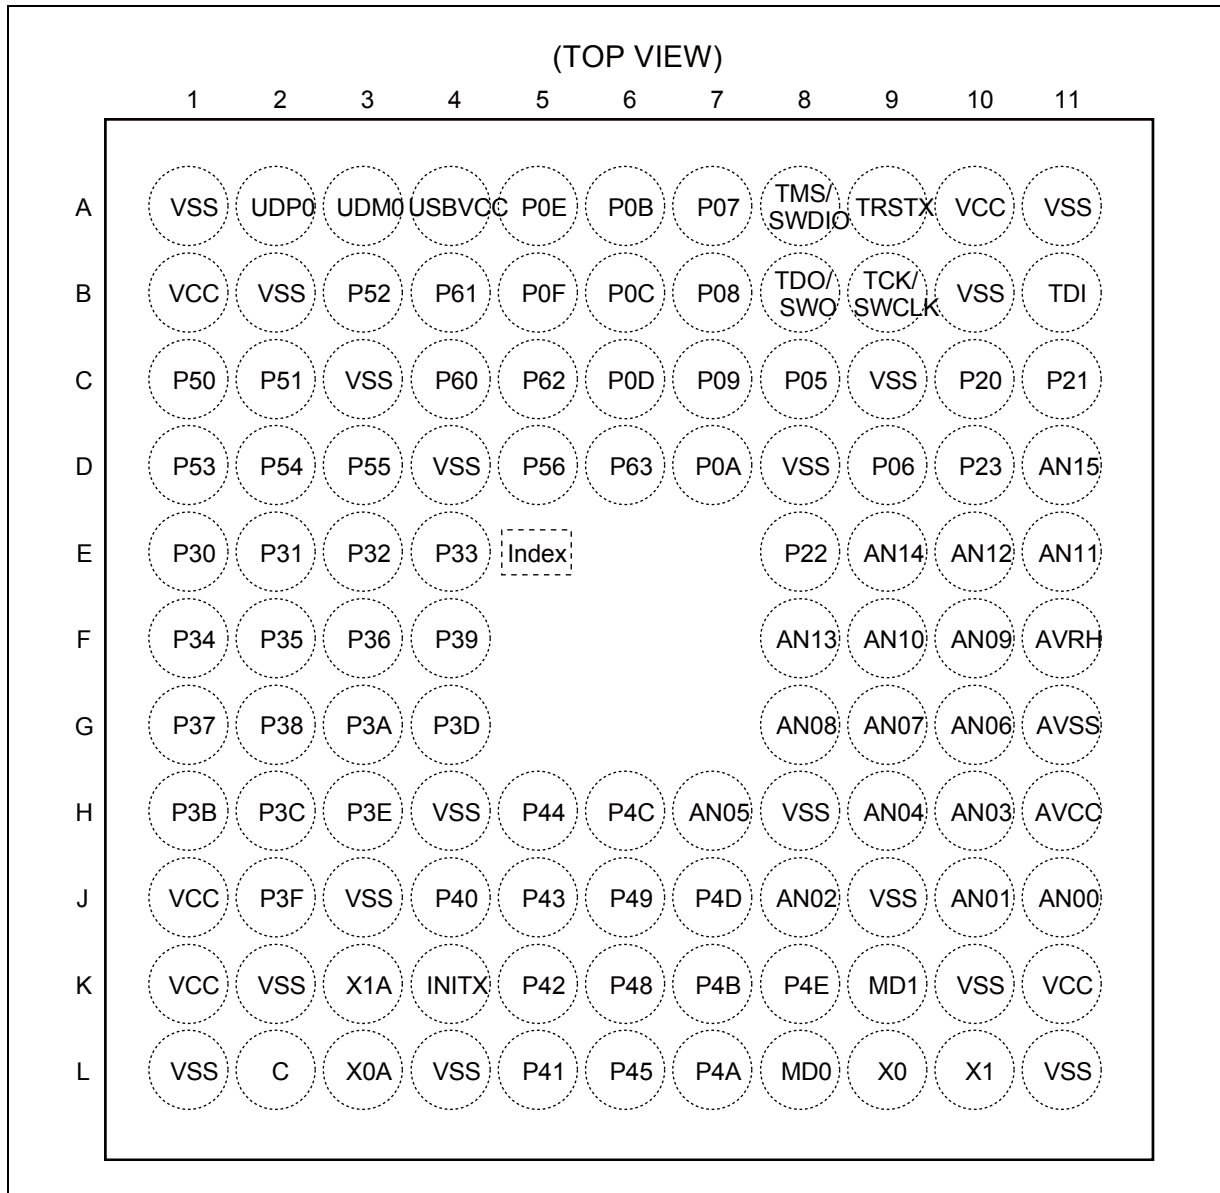 (TOP VIEW)
1 2 3 4 5 6 7 8 9 10 11
A VSS UDP0 UDM0 USBVCC P0E P0B P07 TMS/SWDIO TRSTX VCC VSS
B VCC VSS P52 P61 P0F P0C P08 TDO/SWO TCK/SWCLK VSS TDI
C P50 P51 VSS P60 P62 P0D P09 P05 VSS P20 P21
D P53 P54 P55 VSS P56 P63 P0A VSS P06 P23 AN15
E P30 P31 P32 P33 Index P22 AN14 AN12 AN11
F P34 P35 P36 P39 AN13 AN10 AN09 AVRH
G P37 P38 P3A P3D AN08 AN07 AN06 AVSS
H P3B P3C P3E VSS P44 P4C AN05 VSS AN04 AN03 AVCC
J VCC P3F VSS P40 P43 P49 P4D AN02 VSS AN01 AN00
K VCC VSS X1A INITX P42 P48 P4B P4E MD1 VSS VCC
L VSS C X0A VSS P41 P45 P4A MD0 X0 X1 VSS